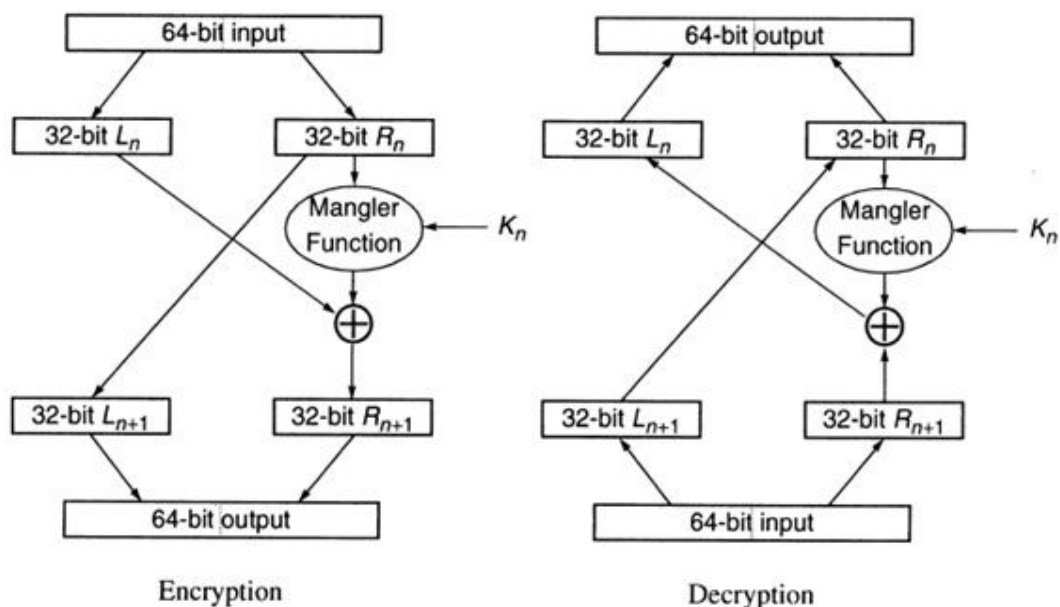 64-bit input
32-bit Lₙ
32-bit Rₙ
Mangler
Function
Kₙ
32-bit Lₙ₊₁
32-bit Rₙ₊₁
64-bit output
Encryption
64-bit output
32-bit Lₙ
32-bit Rₙ
Mangler
Function
Kₙ
32-bit Lₙ₊₁
32-bit Rₙ₊₁
64-bit input
Decryption